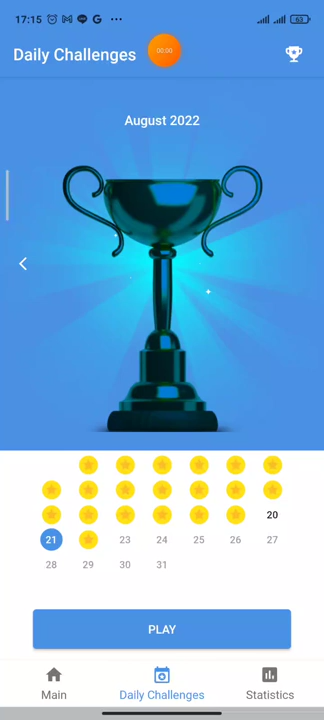 17:15
63
Daily Challenges
00:00
August 2022
20
21 23 24 25 26 27
28 29 30 31
PLAY
Main Daily Challenges Statistics